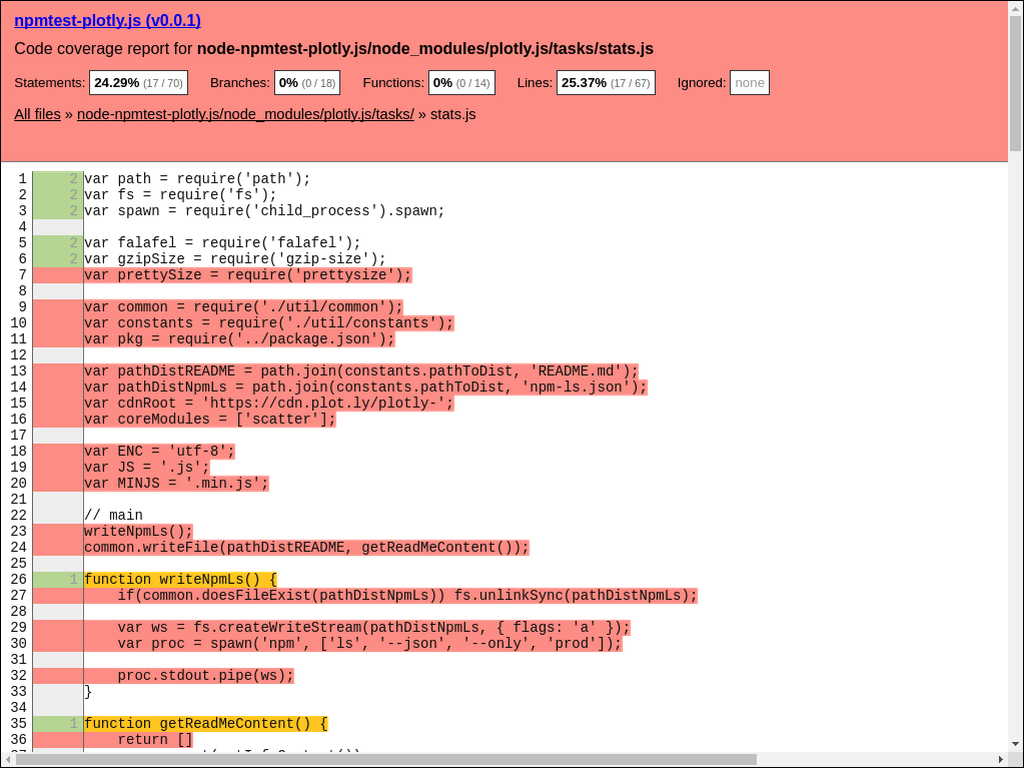 npmtest-plotly.js (v0.0.1)
Code coverage report for node-npmtest-plotly.js/node_modules/plotly.js/tasks/stats.js
Statements: 24.29% (17 / 70) Branches: 0% (0 / 18) Functions: 0% (0 / 14) Lines: 25.37% (17 / 67) Ignored: none
All files » node-npmtest-plotly.js/node_modules/plotly.js/tasks/ » stats.js
1 2 var path = require('path');
2 2 var fs = require('fs');
3 2 var spawn = require('child_process').spawn;
4
5 2 var falafel = require('falafel');
6 2 var gzipSize = require('gzip-size');
7 var prettySize = require('prettysize');
8
9 var common = require('./util/common');
10 var constants = require('./util/constants');
11 var pkg = require('../package.json');
12
13 var pathDistREADME = path.join(constants.pathToDist, 'README.md');
14 var pathDistNpmLs = path.join(constants.pathToDist, 'npm-ls.json');
15 var cdnRoot = 'https://cdn.plot.ly/plotly-';
16 var coreModules = ['scatter'];
17
18 var ENC = 'utf-8';
19 var JS = '.js';
20 var MINJS = '.min.js';
21
22 // main
23 writeNpmLs();
24 common.writeFile(pathDistREADME, getReadMeContent());
25
26 1 function writeNpmLs() {
27     if(common.doesFileExist(pathDistNpmLs)) fs.unlinkSync(pathDistNpmLs);
28
29     var ws = fs.createWriteStream(pathDistNpmLs, { flags: 'a' });
30     var proc = spawn('npm', ['ls', '--json', '--only', 'prod']);
31
32     proc.stdout.pipe(ws);
33 }
34
35 1 function getReadMeContent() {
36     return []